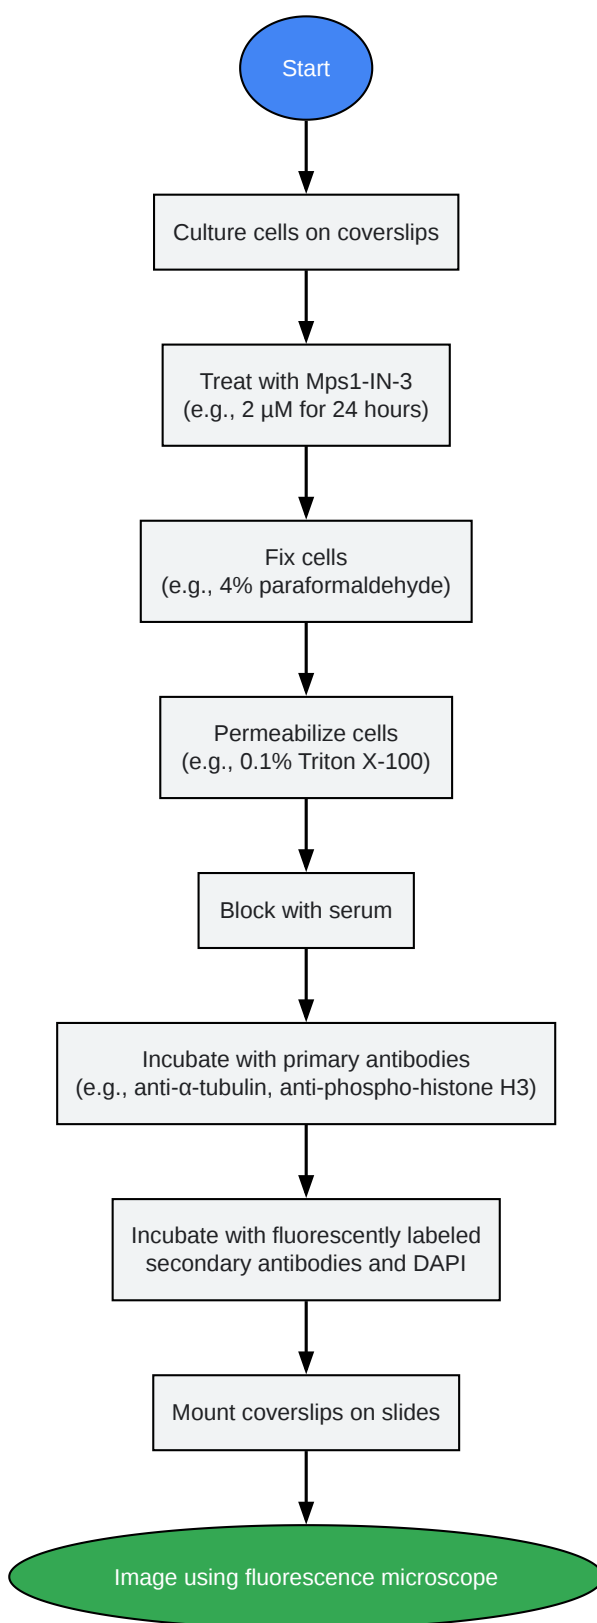 Start
Culture cells on coverslips
Treat with Mps1-IN-3
(e.g., 2 µM for 24 hours)
Fix cells
(e.g., 4% paraformaldehyde)
Permeabilize cells
(e.g., 0.1% Triton X-100)
Block with serum
Incubate with primary antibodies
(e.g., anti-α-tubulin, anti-phospho-histone H3)
Incubate with fluorescently labeled
secondary antibodies and DAPI
Mount coverslips on slides
Image using fluorescence microscope